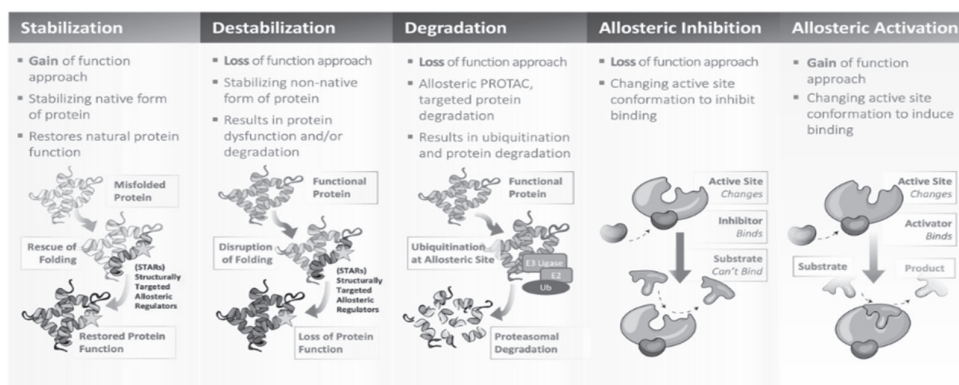 Stabilization
▪ Gain of function
approach
▪ Stabilizing native form
of protein
▪ Restores natural protein
function
Misfolded
Protein
Rescue of
Folding
(STARs)
Structurally
Targeted
Allosteric
Regulators
Restored Protein
Function
Destabilization
▪ Loss of function approach
▪ Stabilizing non-native
form of protein
▪ Results in protein
dysfunction and/or
degradation
Functional
Protein
Disruption
of Folding
(STARs)
Structurally
Targeted
Allosteric
Regulators
Loss of Protein
Function
Degradation
▪ Loss of function approach
▪ Allosteric PROTAC,
targeted protein
degradation
▪ Results in ubiquitination
and protein degradation
Functional
Protein
Ubiquitination
at Allosteric Site
E3 Ligase
E2
Ub
Proteasomal
Degradation
Allosteric Inhibition
▪ Loss of function approach
▪ Changing active site
conformation to inhibit
binding
Active Site
Changes
Inhibitor
Binds
Substrate
Can't Bind
Allosteric Activation
▪ Gain of function
approach
▪ Changing active site
conformation to induce
binding
Active Site
Changes
Activator
Binds
Substrate
Product